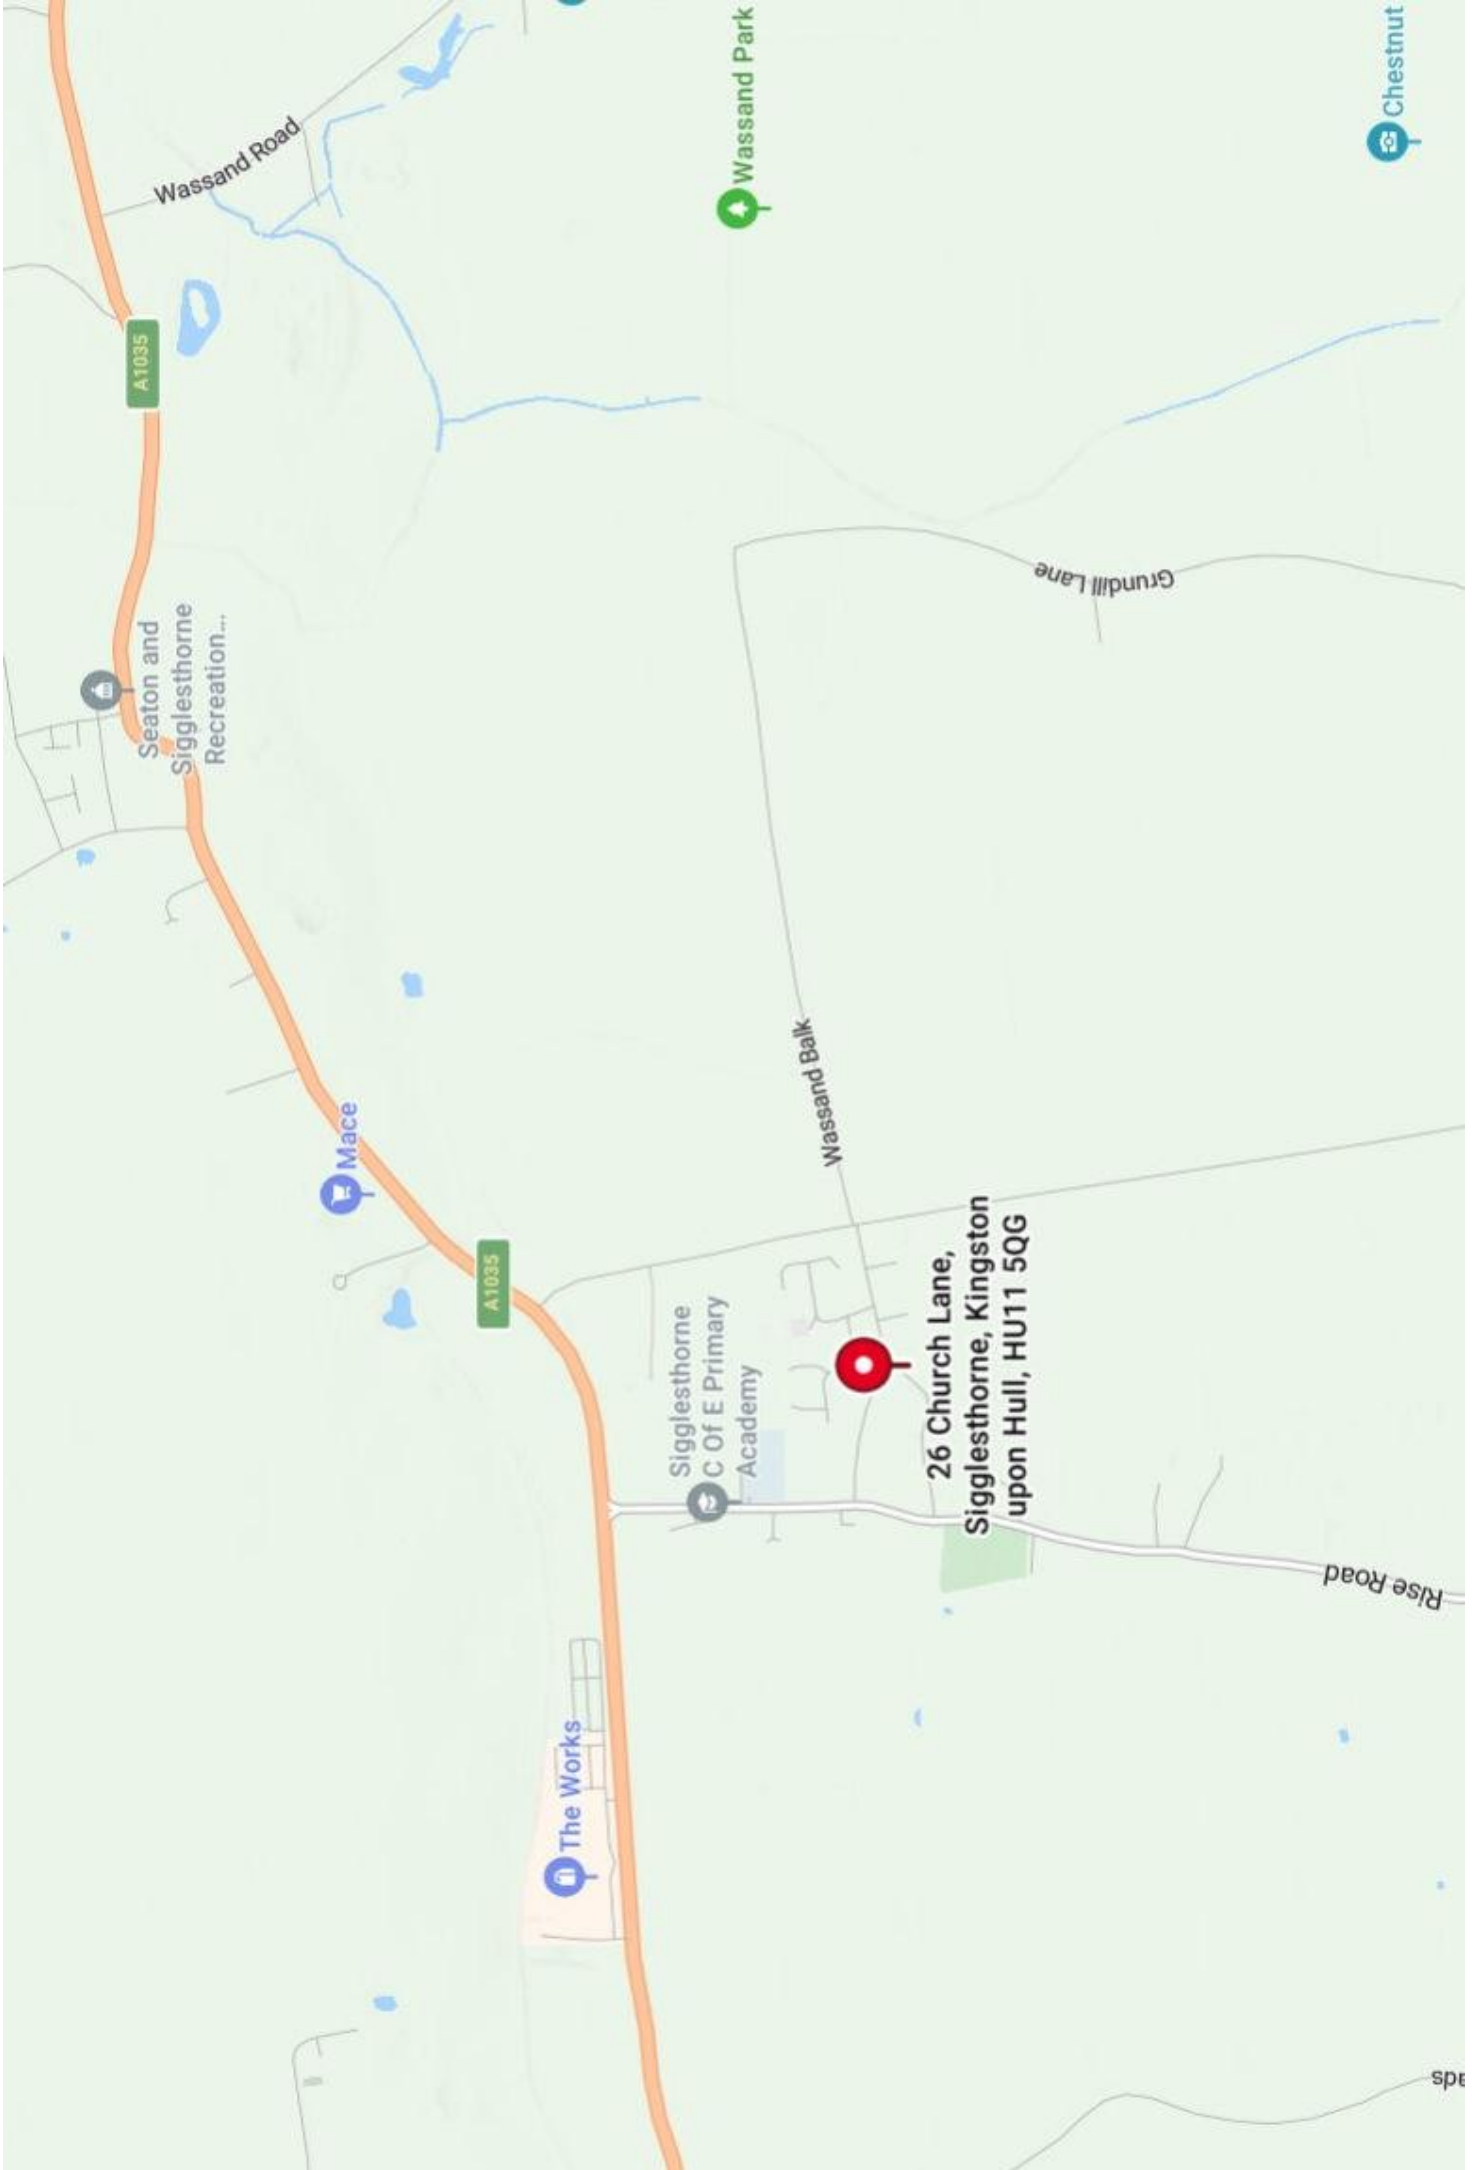 A1035
Seaton and
Sigglesthorne
Recreation...
Wassand Road
Mace
A1035
The Works
Sigglesthorne
C Of E Primary
Academy
Wassand Park
Wassand Balk
26 Church Lane,
Sigglesthorne, Kingston
upon Hull, HU11 5QG
Grundill Lane
Rise Road
Chestnut
ads